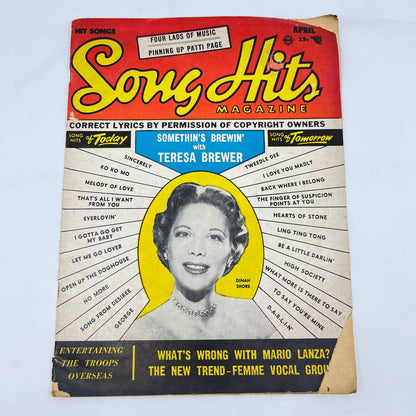 HIT SONGS
FOUR LADS OF MUSIC
PINNING UP PATTI PAGE
APRIL
25¢
Song Hits
MAGAZINE
CORRECT LYRICS BY PERMISSION OF COPYRIGHT OWNERS
SONG HITS of Today
SOMETHIN'S BREWIN'
with
TERESA BREWER
SONG HITS of Tomorrow
SINCERELY
KO KO MO
MELODY OF LOVE
THAT'S ALL I WANT
FROM YOU
EVERLOVIN'
I GOTTA GO GET
MY BABY
LET ME GO LOVER
OPEN UP THE DOGHOUSE
NO MORE
SONG FROM DESIREE
GEORGE
TWEEDLE DEE
I LOVE YOU MADLY
BACK WHERE I BELONG
THE FINGER OF SUSPICION
POINTS AT YOU
HEARTS OF STONE
LING TING TONG
BE A LITTLE DARLIN'
HIGH SOCIETY
WHAT MORE IS THERE TO SAY
TO SAY YOU'RE MINE
D-A-R-L-I-N'
DINAH
SHORE
ENTERTAINING
THE TROOPS
OVERSEAS
WHAT'S WRONG WITH MARIO LANZA?
THE NEW TREND-FEMME VOCAL GROU